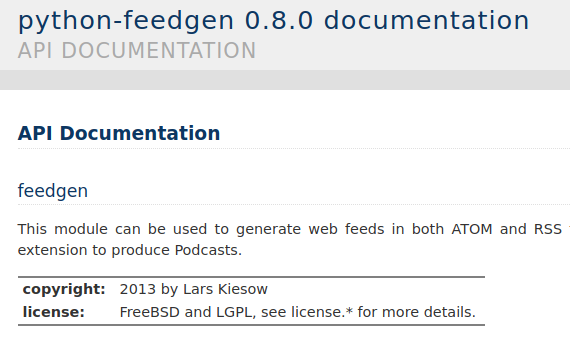 python-feedgen 0.8.0 documentation
API DOCUMENTATION
API Documentation
feedgen
This module can be used to generate web feeds in both ATOM and RSS
extension to produce Podcasts.
copyright: 2013 by Lars Kiesow
license: FreeBSD and LGPL, see license.* for more details.